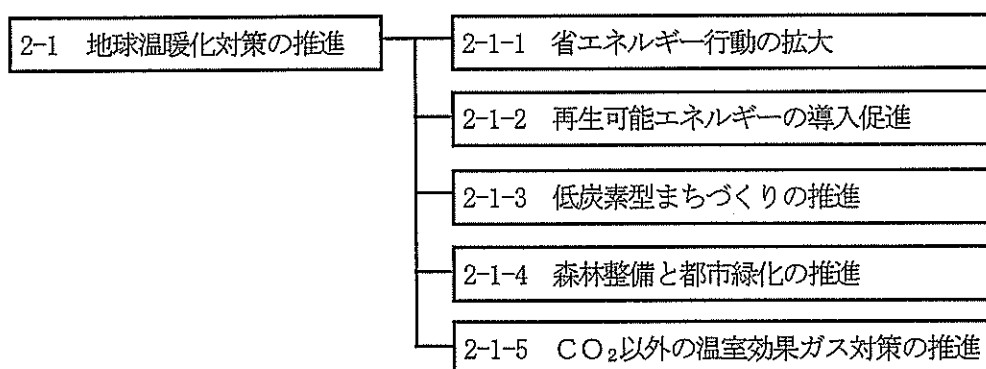 2-1 地球温暖化対策の推進
2-1-1 省エネルギー行動の拡大
2-1-2 再生可能エネルギーの導入促進
2-1-3 低炭素型まちづくりの推進
2-1-4 森林整備と都市緑化の推進
2-1-5 CO₂以外の温室効果ガス対策の推進